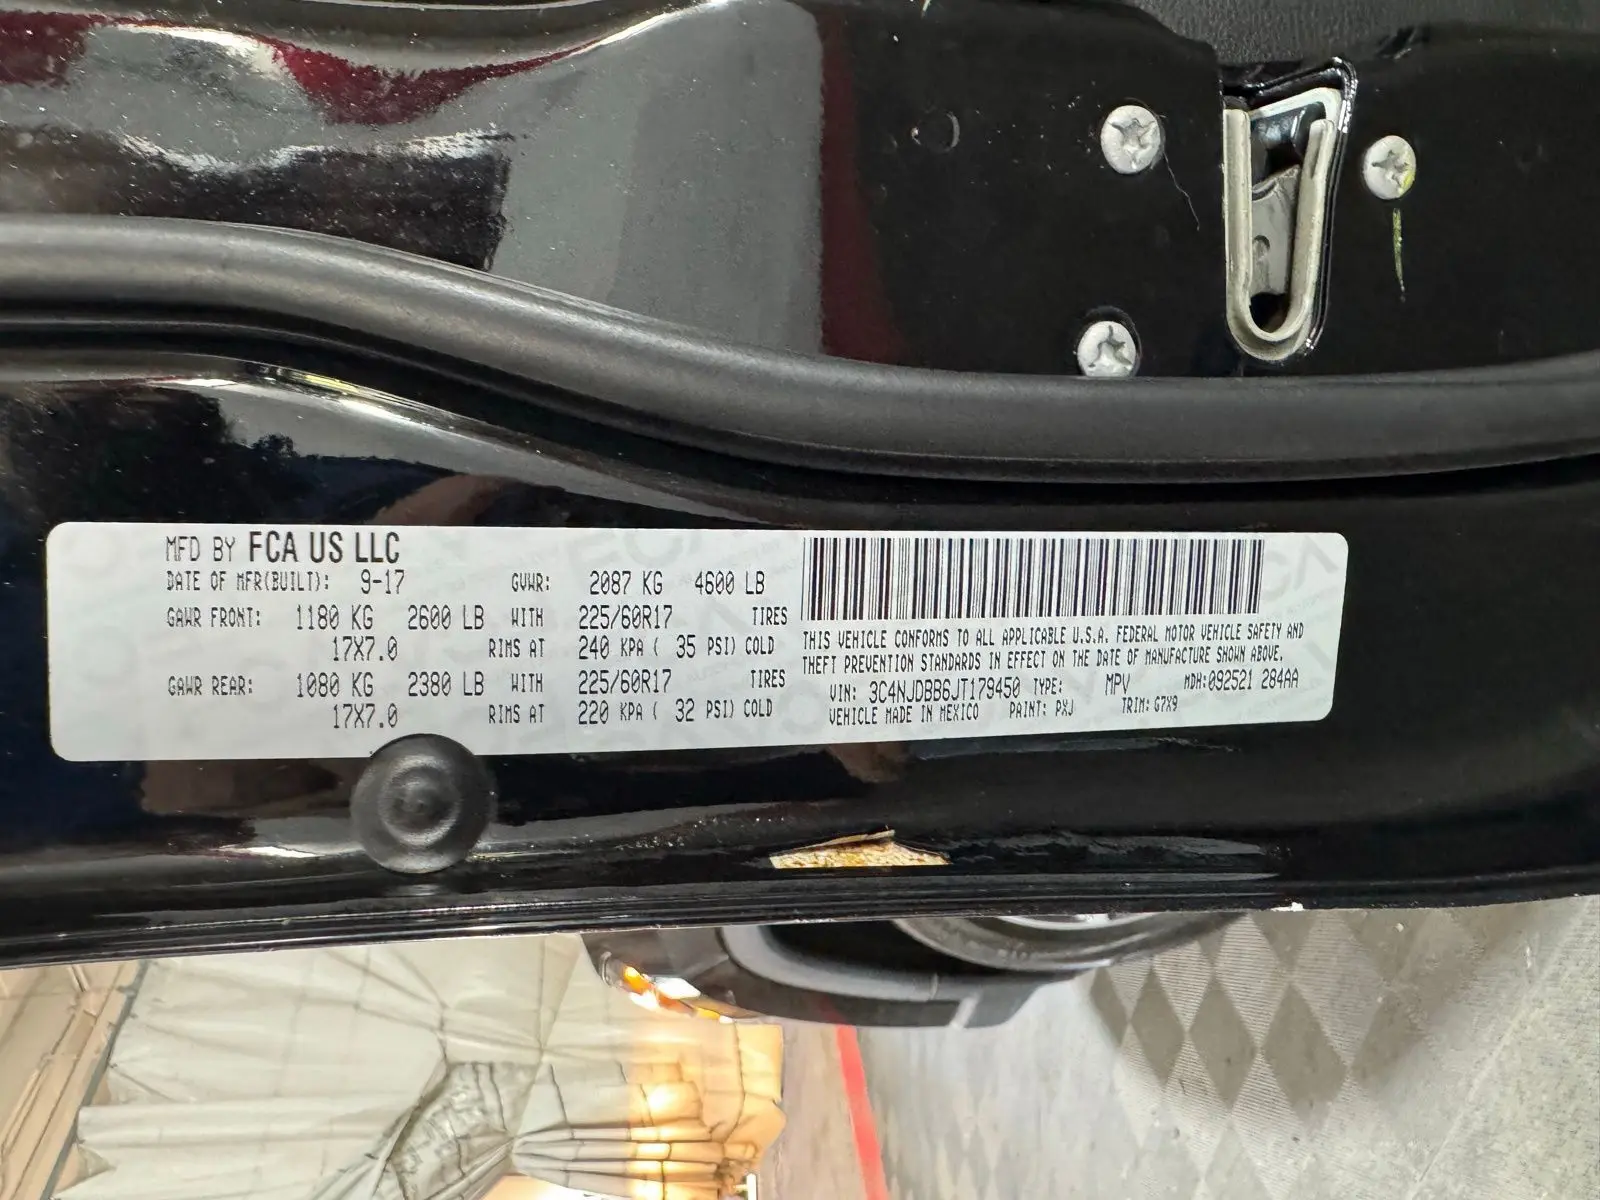 MFD BY FCA US LLC
DATE OF MFR(BUILT): 9-17 GVWR: 2087 KG 4600 LB
GAWR FRONT: 1180 KG 2600 LB WITH 225/60R17 TIRES
17X7.0 RIMS AT 240 KPA ( 35 PSI) COLD
GAWR REAR: 1080 KG 2380 LB WITH 225/60R17 TIRES
17X7.0 RIMS AT 220 KPA ( 32 PSI) COLD
THIS VEHICLE CONFORMS TO ALL APPLICABLE U.S.A. FEDERAL MOTOR VEHICLE SAFETY AND
THEFT PREVENTION STANDARDS IN EFFECT ON THE DATE OF MANUFACTURE SHOWN ABOVE.
VIN: 3C4NJDBB6JT179450 TYPE: MPV MDH:092521 284AA
VEHICLE MADE IN MEXICO PAINT: PXJ TRIM: G7X9